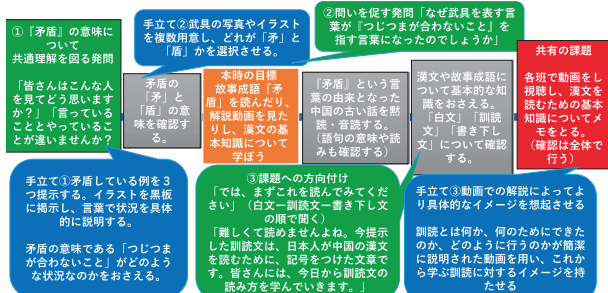 ①『矛盾』の意味に
ついて
共通理解を図る発問
「皆さんはこんな人
を見てどう思います
か？」「言っている
こととやっているこ
とが違いませんか？
手立て②武具の写真やイラスト
を複数用意し、どれが「矛」と
「盾」かを選択させる。
②問いを促す発問「なぜ武具を表す言
葉が『つじつまが合わないこと』を
指す言葉になったのでしょうか」
矛盾の
「矛」と
「盾」の意
味を確認す
る。
本時の目標
故事成語『矛
盾』を読んだり、
解説動画を見た
りし、漢文の基
本知識について
学ぼう
『矛盾』という言
葉の由来となった
中国の古い話を黙
読・音読する。
（語句の意味や読
みも確認する）
漢文や故事成語に
ついて基本的な知
識をおさえる。
「白文」「訓読
文」「書き下し
文」について確認
する。
共有の課題
各班で動画をし
視聴し、漢文を
読むための基本
知識についてメ
モをとる。
（確認は全体で
行う）
手立て①矛盾している例を３
つ提示する。イラストを黒板
に掲示し、言葉で状況を具体
的に説明する。
矛盾の意味である「つじつま
が合わないこと」がどのよ
うな状況なのかをおさえる。
③課題への方向付け
「では、まずこれを読んでみてくだ
さい」（白文ー訓読文ー書き下し文
の順で聞く）
「難しくて読めませんよね。今提示
した訓読文は、日本人が中国の漢文
を読むために、記号をつけた文章で
す。皆さんには、今日から訓読文の
読み方を学んでいきます。」
手立て③動画での解説によってよ
り具体的なイメージを想起させる
訓読とは何か、何のためにできた
のか、どのように行うのかが簡潔
に説明された動画を用い、これか
ら学ぶ訓読に対するイメージを持
たせる